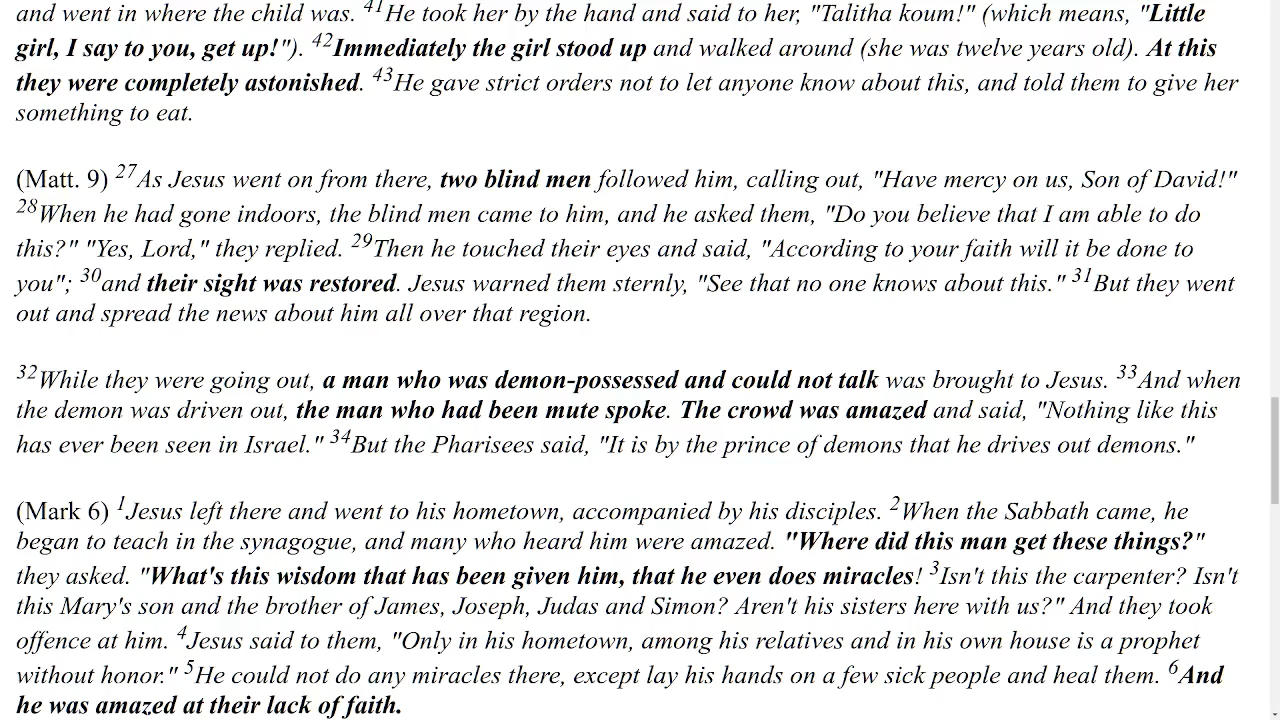 and went in where the child was. 41He took her by the hand and said to her, "Talitha koum!" (which means, "Little
girl, I say to you, get up!"). 42Immediately the girl stood up and walked around (she was twelve years old). At this
they were completely astonished. 43He gave strict orders not to let anyone know about this, and told them to give her
something to eat.
(Matt. 9) 27As Jesus went on from there, two blind men followed him, calling out, "Have mercy on us, Son of David!"
28When he had gone indoors, the blind men came to him, and he asked them, "Do you believe that I am able to do
this?" "Yes, Lord," they replied. 29Then he touched their eyes and said, "According to your faith will it be done to
you"; 30and their sight was restored. Jesus warned them sternly, "See that no one knows about this." 31But they went
out and spread the news about him all over that region.
32While they were going out, a man who was demon-possessed and could not talk was brought to Jesus. 33And when
the demon was driven out, the man who had been mute spoke. The crowd was amazed and said, "Nothing like this
has ever been seen in Israel." 34But the Pharisees said, "It is by the prince of demons that he drives out demons."
(Mark 6) 1Jesus left there and went to his hometown, accompanied by his disciples. 2When the Sabbath came, he
began to teach in the synagogue, and many who heard him were amazed. "Where did this man get these things?"
they asked. "What's this wisdom that has been given him, that he even does miracles! 3Isn't this the carpenter? Isn't
this Mary's son and the brother of James, Joseph, Judas and Simon? Aren't his sisters here with us?" And they took
offence at him. 4Jesus said to them, "Only in his hometown, among his relatives and in his own house is a prophet
without honor." 5He could not do any miracles there, except lay his hands on a few sick people and heal them. 6And
he was amazed at their lack of faith.